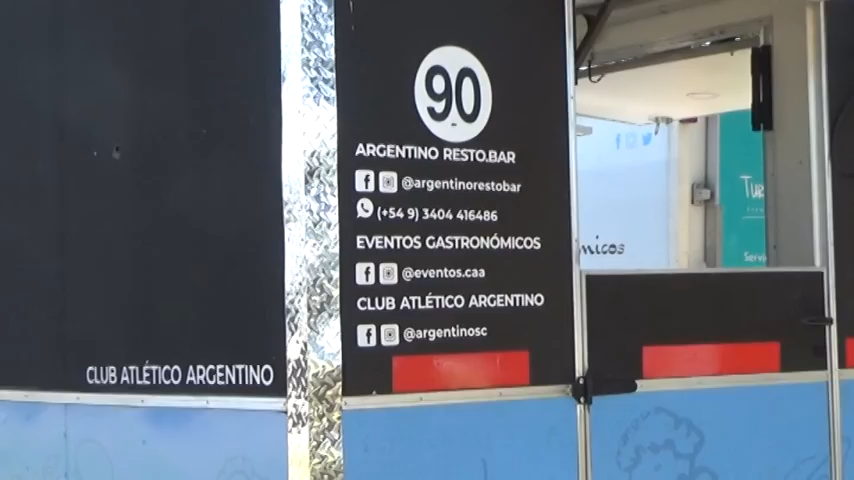 90
ARGENTINO RESTO.BAR
@argentinorestobar
(+54 9) 3404 416486
EVENTOS GASTRONÓMICOS
@eventos.caa
CLUB ATLÉTICO ARGENTINO
@argentinosc
CLUB ATLÉTICO ARGENTINO